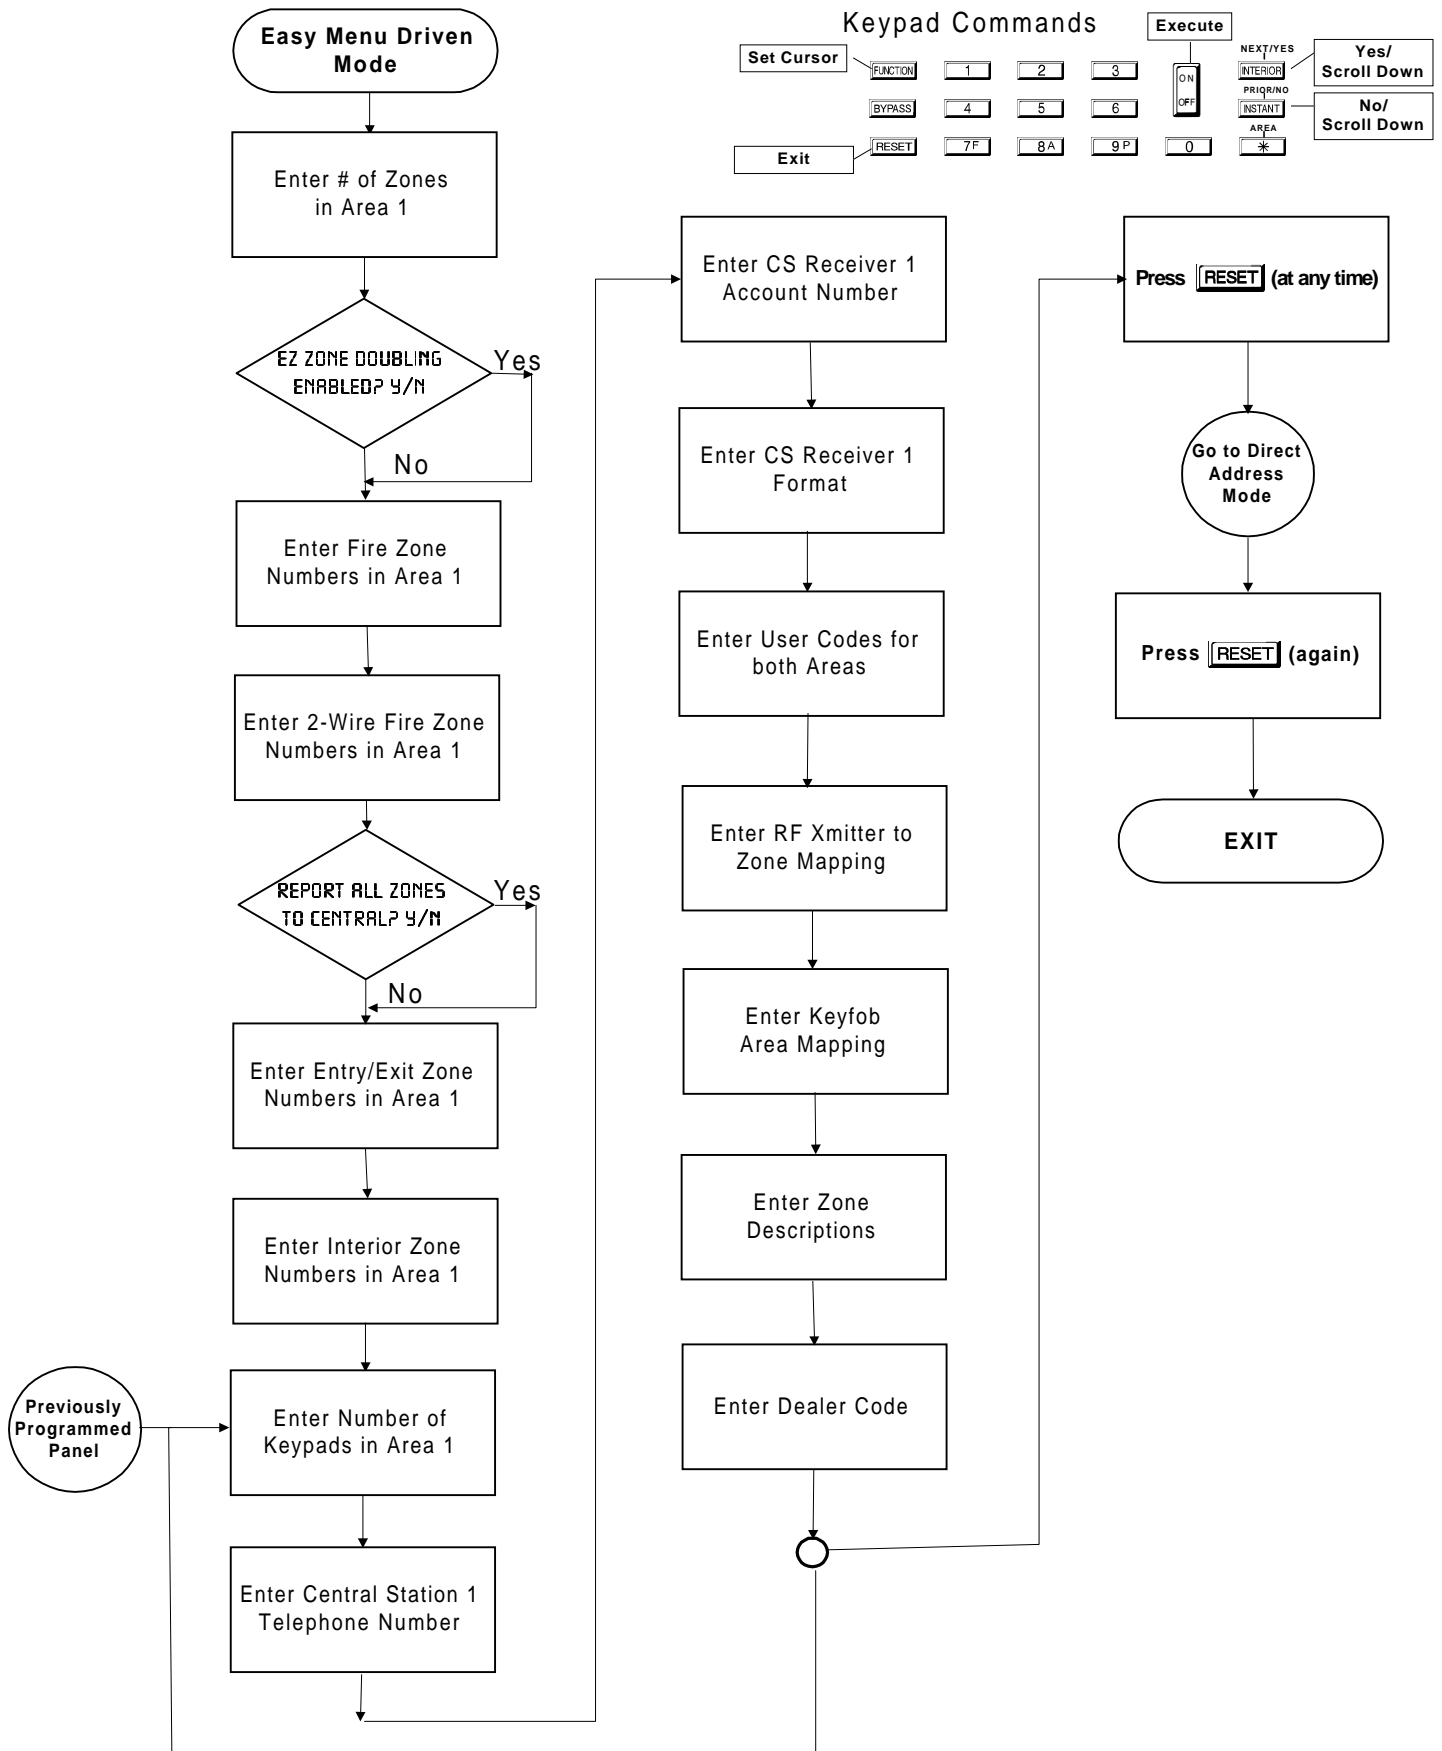 Easy Menu Driven
Mode
Enter # of Zones
in Area 1
EZ ZONE DOUBLING
ENABLED? Y/N
Yes
No
Enter Fire Zone
Numbers in Area 1
Enter 2-Wire Fire Zone
Numbers in Area 1
REPORT ALL ZONES
TO CENTRAL? Y/N
Yes
No
Enter Entry/Exit Zone
Numbers in Area 1
Enter Interior Zone
Numbers in Area 1
Previously
Programmed
Panel
Enter Number of
Keypads in Area 1
Enter Central Station 1
Telephone Number
Keypad Commands
Execute
Set Cursor
NEXT/YES
Yes/
Scroll Down
FUNCTION 1 2 3 ON INTERIOR
PRIOR/NO
No/
Scroll Down
BYPASS 4 5 6 OFF INSTANT
AREA
Exit
RESET 7F 8A 9P 0 *
Enter CS Receiver 1
Account Number
Enter CS Receiver 1
Format
Enter User Codes for
both Areas
Enter RF Xmitter to
Zone Mapping
Enter Keyfob
Area Mapping
Enter Zone
Descriptions
Enter Dealer Code
Press RESET (at any time)
Go to Direct
Address
Mode
Press RESET (again)
EXIT